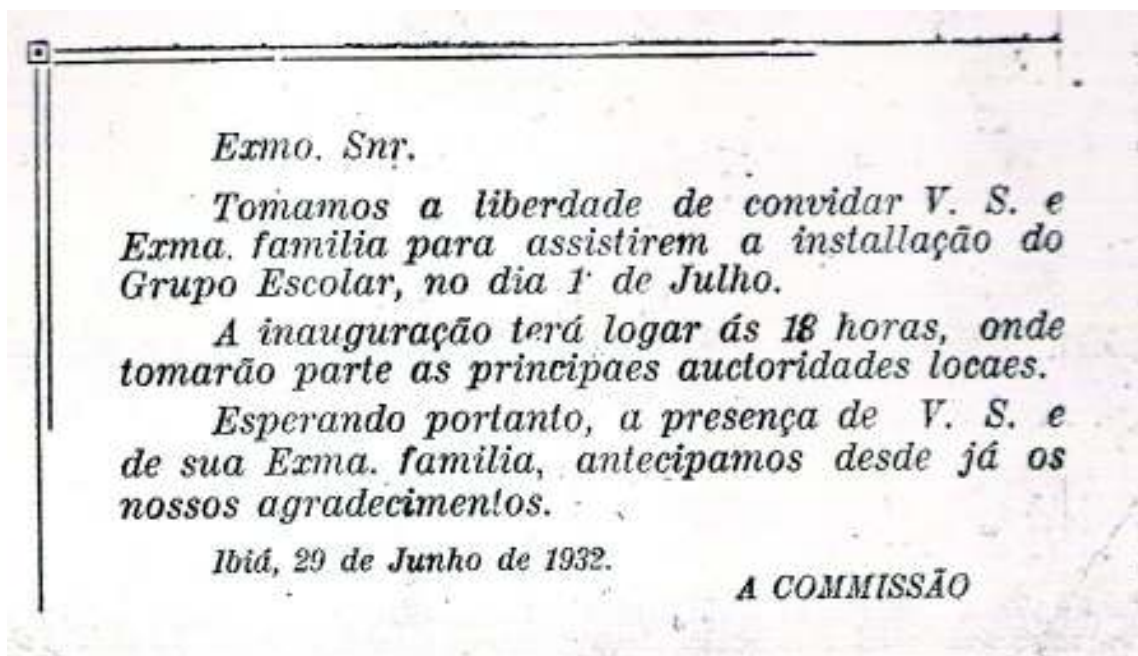 Exmo. Snr.
Tomamos a liberdade de convidar V. S. e
Exma. familia para assistirem a installação do
Grupo Escolar, no dia 1º de Julho.
A inauguração terá logar ás 18 horas, onde
tomarão parte as principaes auctoridades locaes.
Esperando portanto, a presença de V. S. e
de sua Exma. familia, antecipamos desde já os
nossos agradecimentos.
Ibiá, 29 de Junho de 1932.
A COMMISSÃO